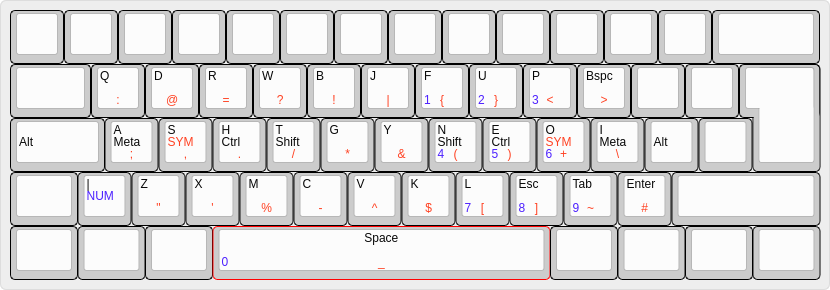 Q D R W B J F U P Bspc
: @ = ? ! | 1 { 2 } 3 < >
Alt A Meta S SYM H Ctrl T Shift G Y N Shift E Ctrl O SYM I Meta Alt
; , . / * & 4 ( 5 ) 6 + \
| NUM Z X M C V K L Esc Tab Enter
" ' % - ^ $ 7 [ 8 ] 9 ~ #
Space
0 _